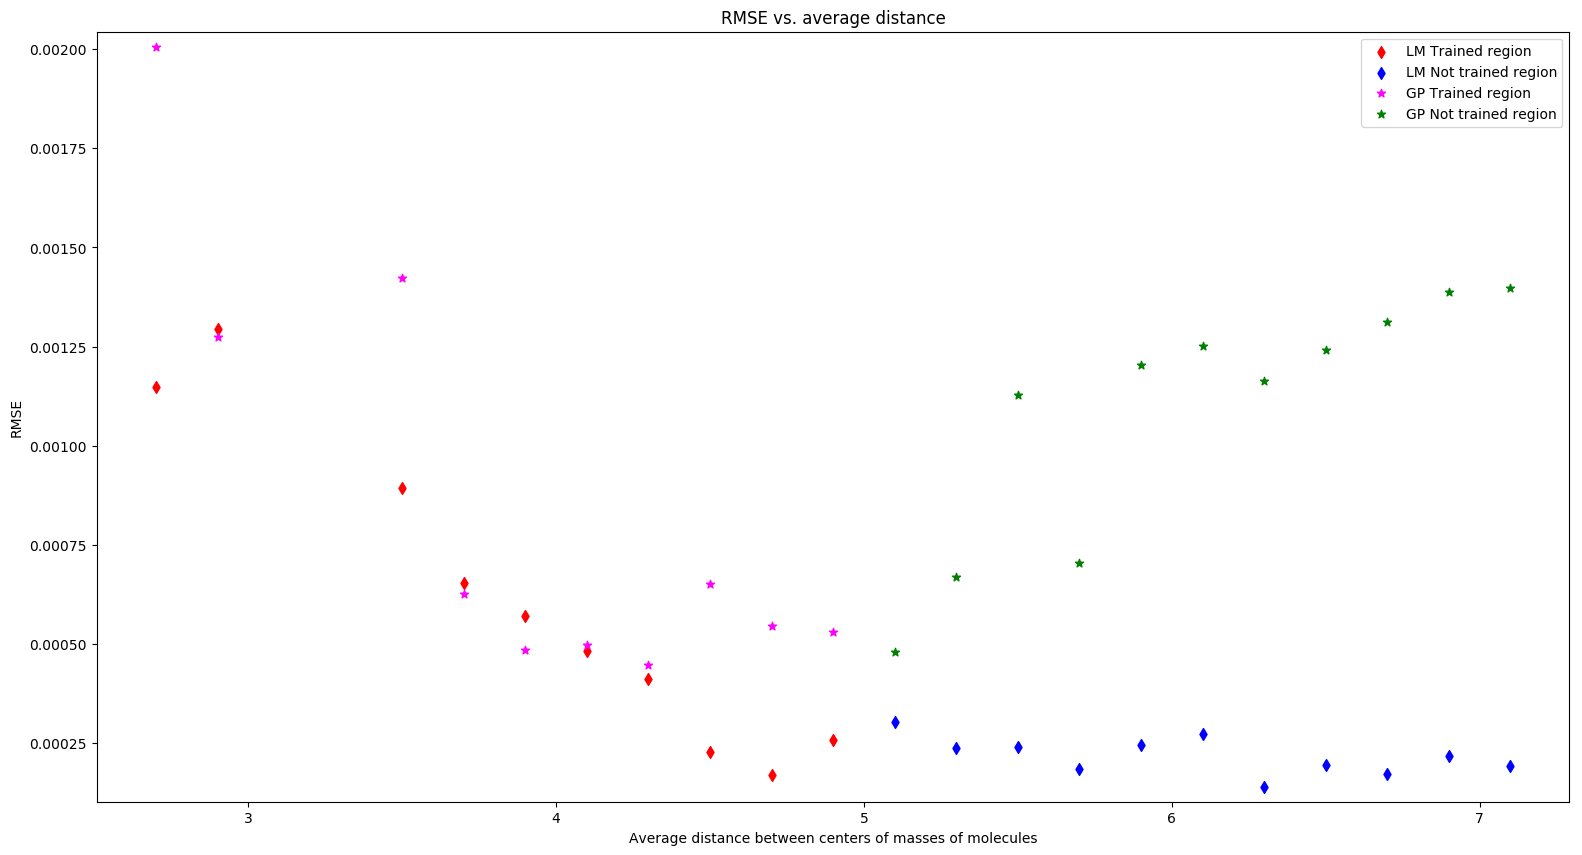 RMSE vs. average distance
LM Trained region
LM Not trained region
GP Trained region
GP Not trained region
RMSE
0.00200
0.00175
0.00150
0.00125
0.00100
0.00075
0.00050
0.00025
3 4 5 6 7
Average distance between centers of masses of molecules